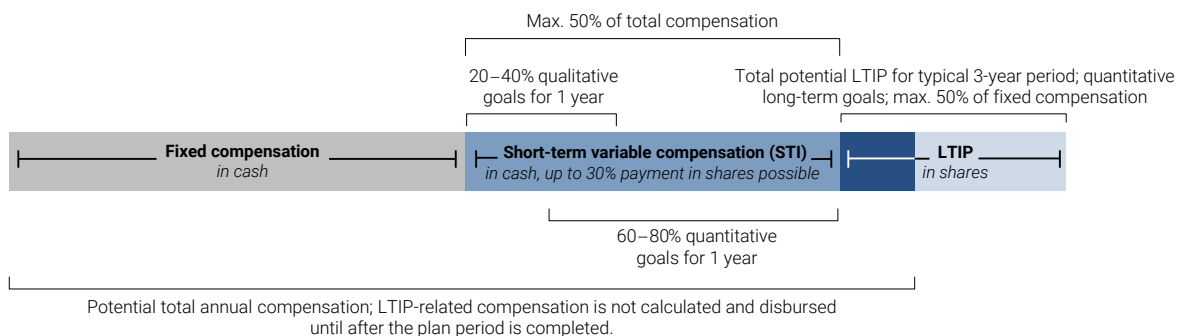 Max. 50% of total compensation
20–40% qualitative
goals for 1 year
Total potential LTIP for typical 3-year period; quantitative
long-term goals; max. 50% of fixed compensation
Fixed compensation
in cash
Short-term variable compensation (STI)
in cash, up to 30% payment in shares possible
LTIP
in shares
60–80% quantitative
goals for 1 year
Potential total annual compensation; LTIP-related compensation is not calculated and disbursed
until after the plan period is completed.